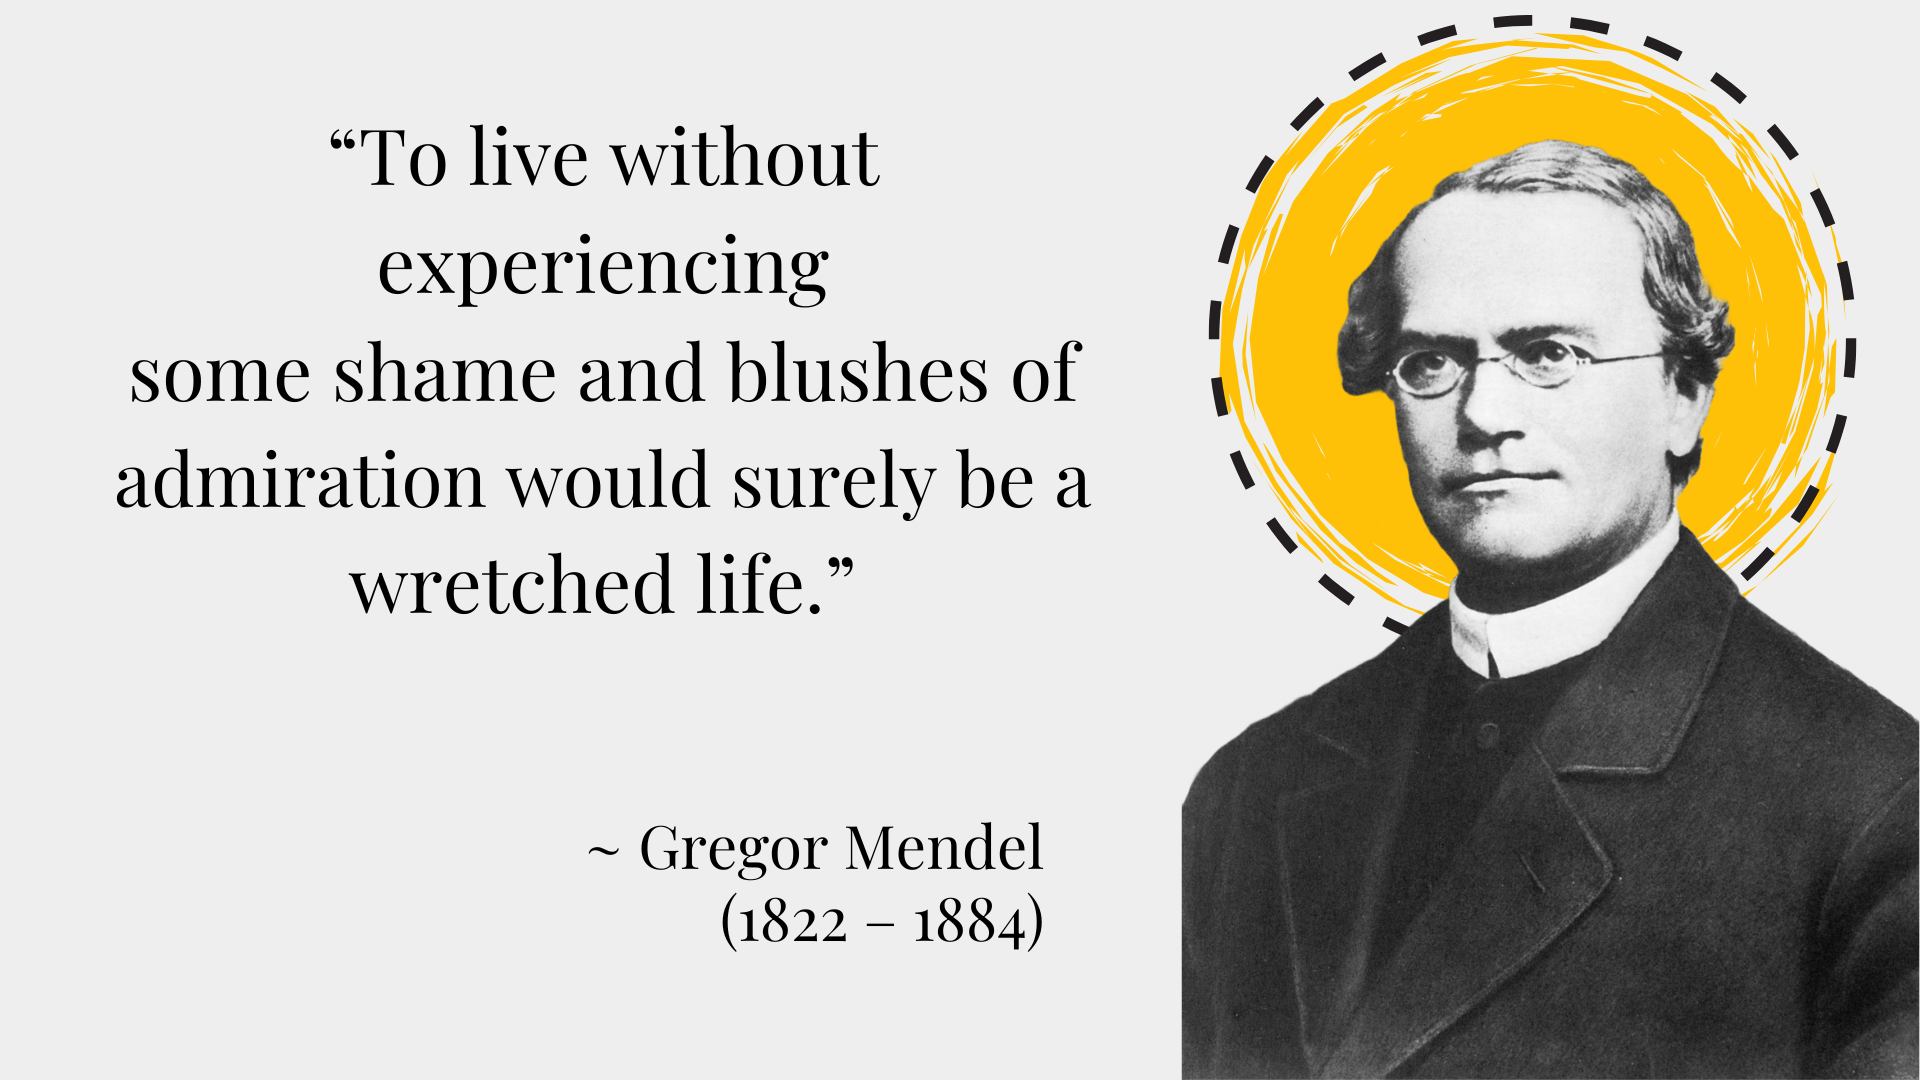 “To live without
experiencing
some shame and blushes of
admiration would surely be a
wretched life.”
~ Gregor Mendel
(1822 – 1884)